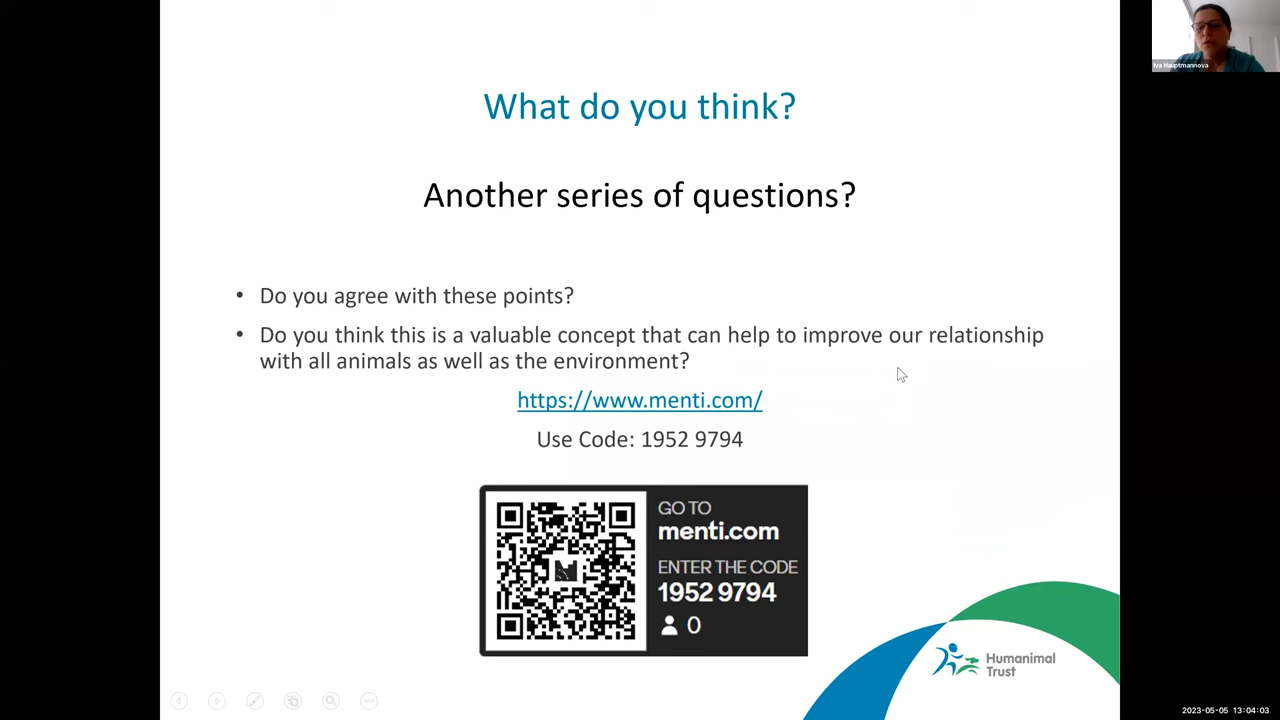 Iva Hauptmannova
What do you think?
Another series of questions?
• Do you agree with these points?
• Do you think this is a valuable concept that can help to improve our relationship
with all animals as well as the environment?
https://www.menti.com/
Use Code: 1952 9794
GO TO
menti.com
ENTER THE CODE
1952 9794
0
Humanimal
Trust
2023-05-05 13:04:03